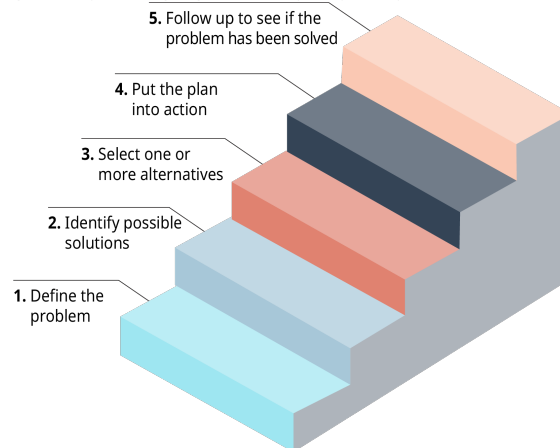 5. Follow up to see if the
problem has been solved
4. Put the plan
into action
3. Select one or
more alternatives
2. Identify possible
solutions
1. Define the
problem